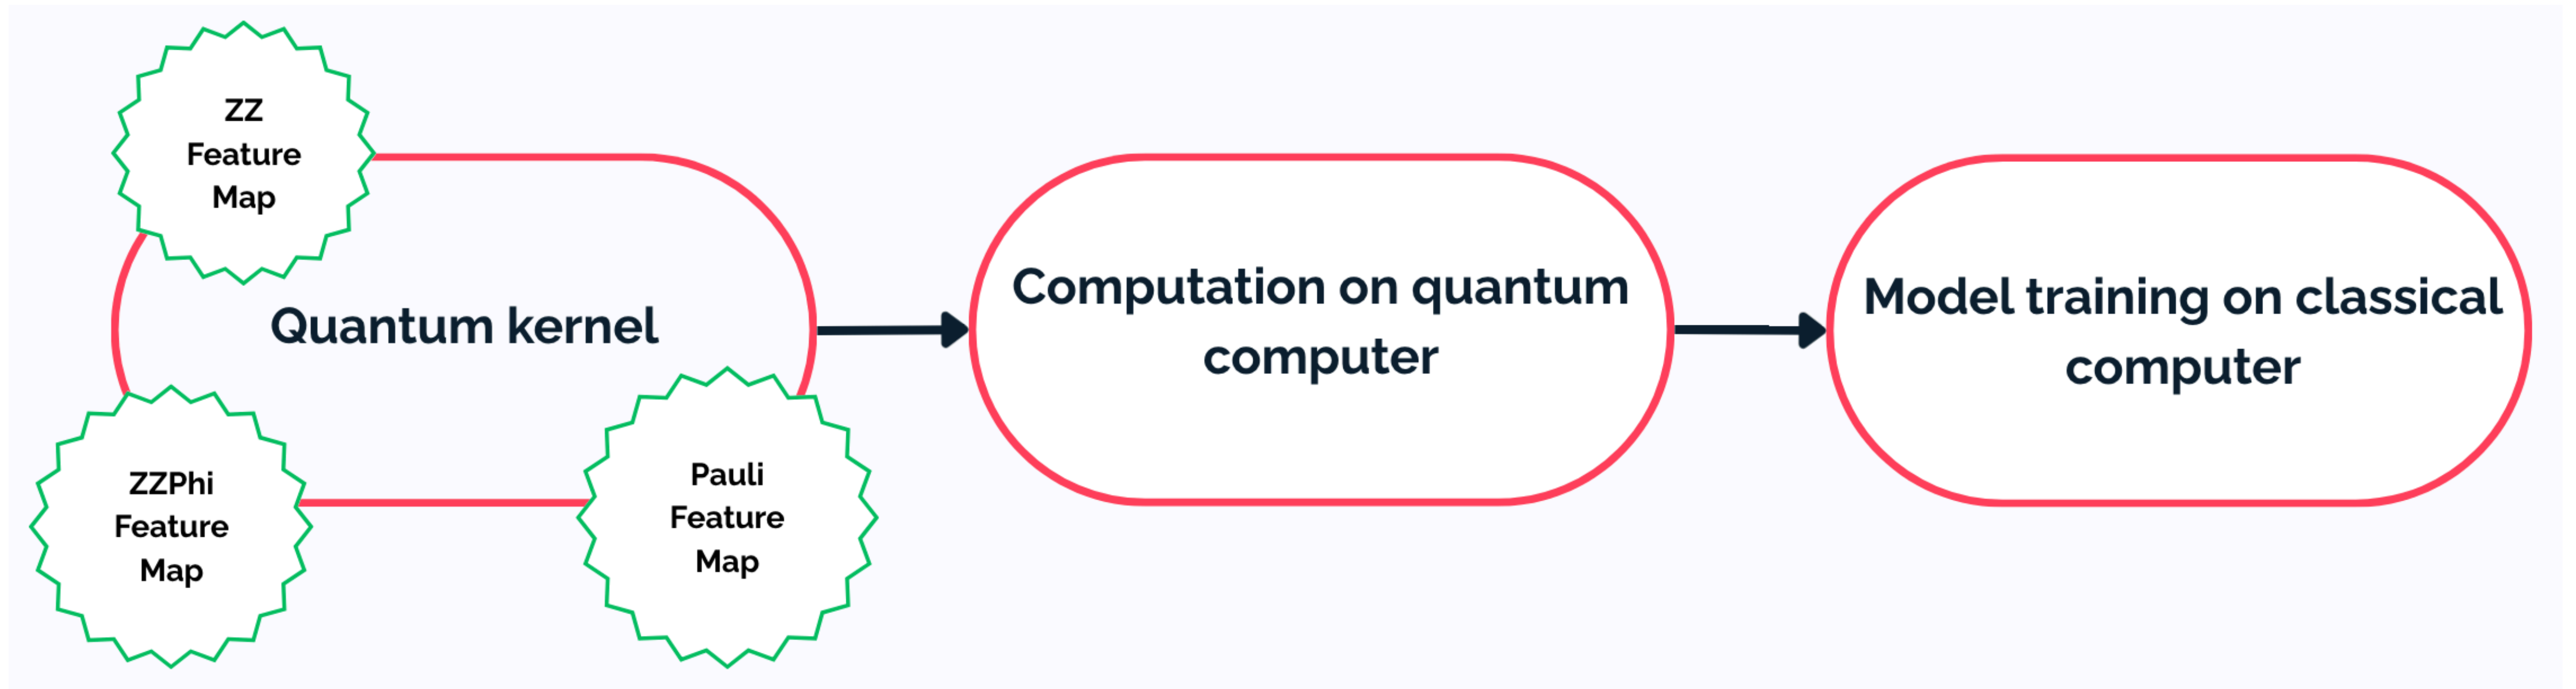 ZZ
Feature
Map
Quantum kernel
ZZPhi
Feature
Map
Pauli
Feature
Map
Computation on quantum
computer
Model training on classical
computer